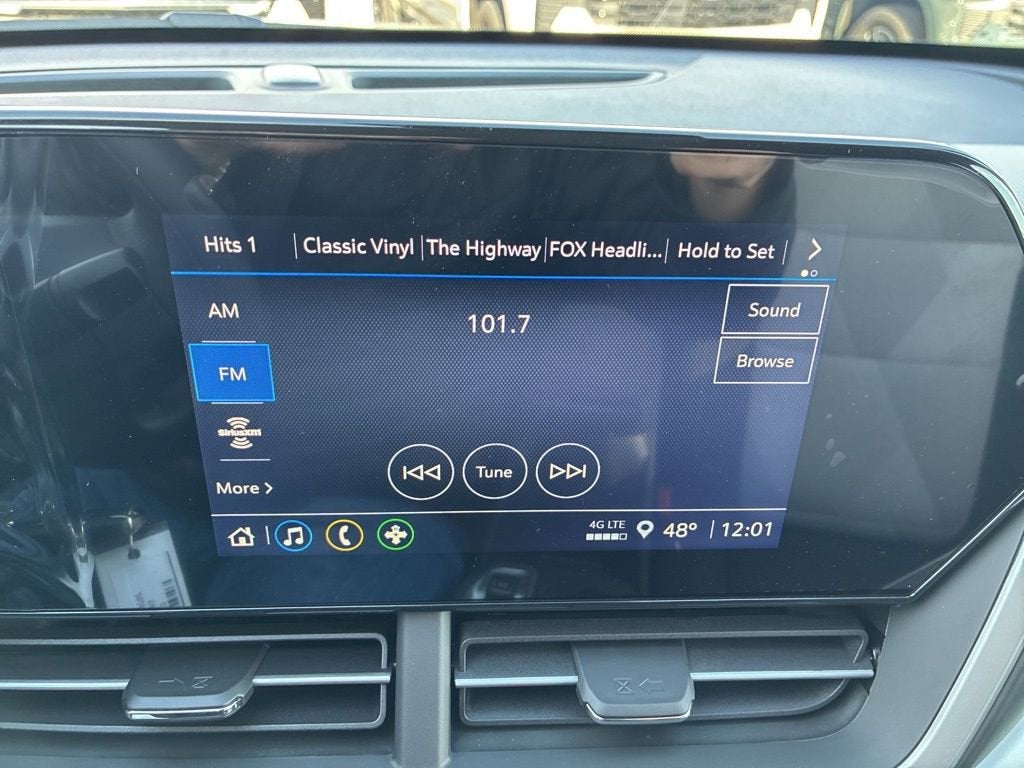 Hits 1
Classic Vinyl
The Highway
FOX Headli...
Hold to Set
AM
101.7
Sound
FM
Browse
SiriusXM
More
Tune
4G LTE
48° 12:01